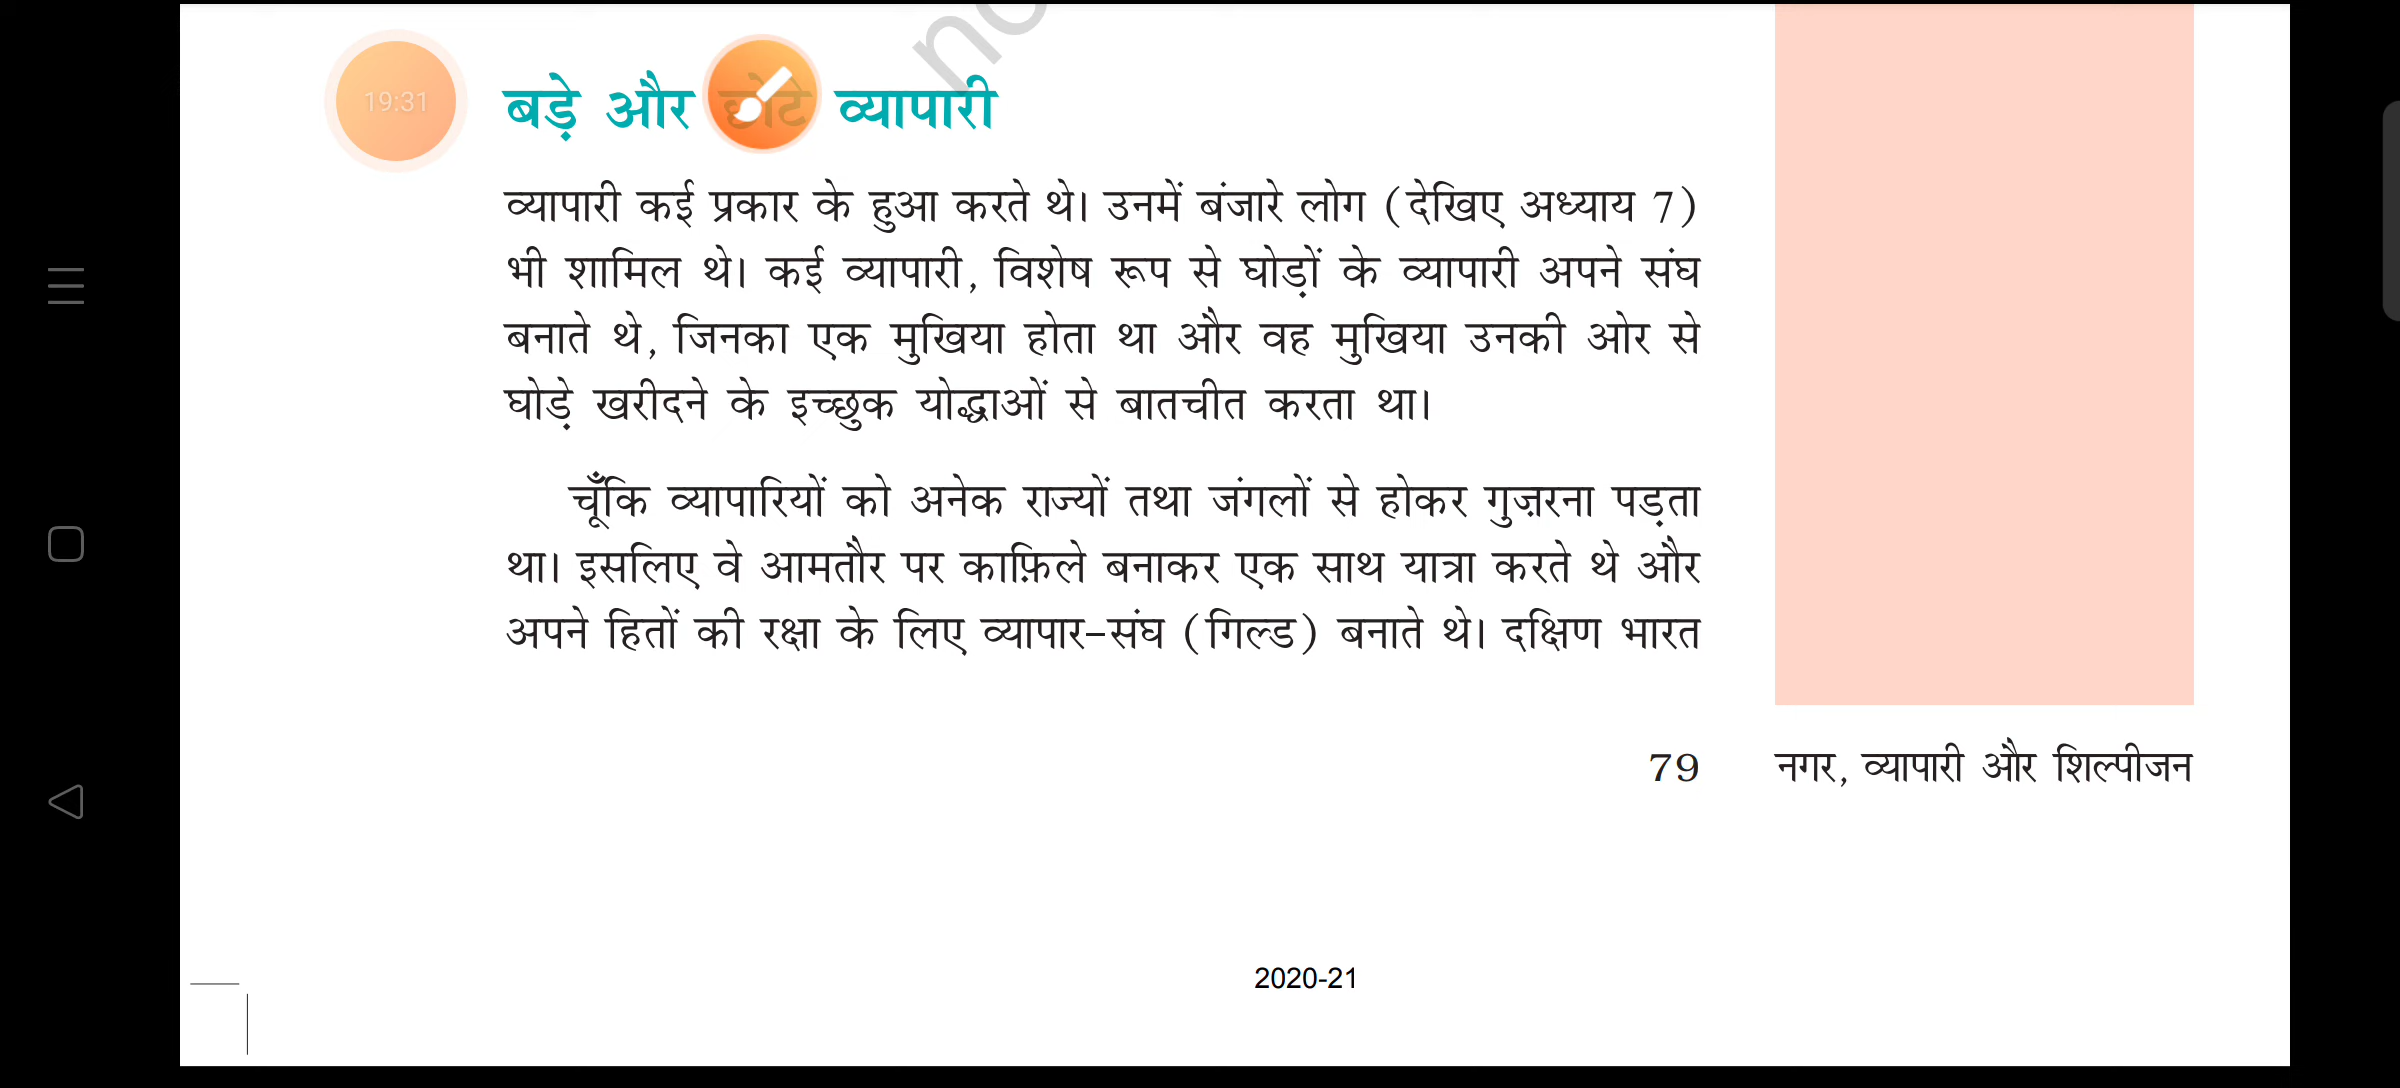 19:31
बड़े और छोटे व्यापारी
व्यापारी कई प्रकार के हुआ करते थे। उनमें बंजारे लोग (देखिए अध्याय 7)
भी शामिल थे। कई व्यापारी, विशेष रूप से घोड़ों के व्यापारी अपने संघ
बनाते थे, जिनका एक मुखिया होता था और वह मुखिया उनकी ओर से
घोड़े खरीदने के इच्छुक योद्धाओं से बातचीत करता था।
चूँकि व्यापारियों को अनेक राज्यों तथा जंगलों से होकर गुज़रना पड़ता
था। इसलिए वे आमतौर पर काफ़िले बनाकर एक साथ यात्रा करते थे और
अपने हितों की रक्षा के लिए व्यापार-संघ (गिल्ड) बनाते थे। दक्षिण भारत
79 नगर, व्यापारी और शिल्पीजन
2020-21